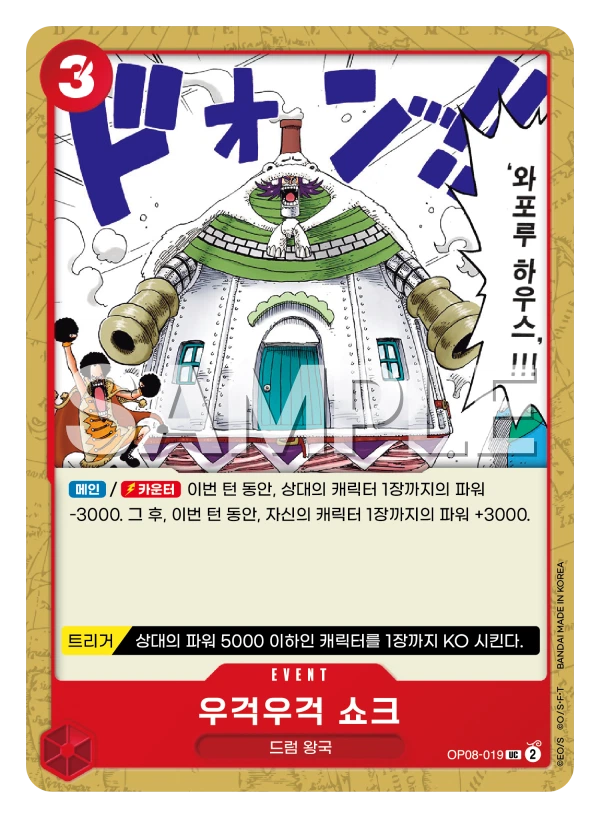 3
ドォン!!
‘와포루 하우스,!!!
SAMPLE
메인 / 카운터 이번 턴 동안, 상대의 캐릭터 1장까지의 파워
-3000. 그 후, 이번 턴 동안, 자신의 캐릭터 1장까지의 파워 +3000.
트리거 상대의 파워 5000 이하인 캐릭터를 1장까지 KO 시킨다.
EVENT
우걱우걱 쇼크
드럼 왕국
OP08-019 UC 2
©EO/S ©O/S·F·T BANDAI MADE IN KOREA